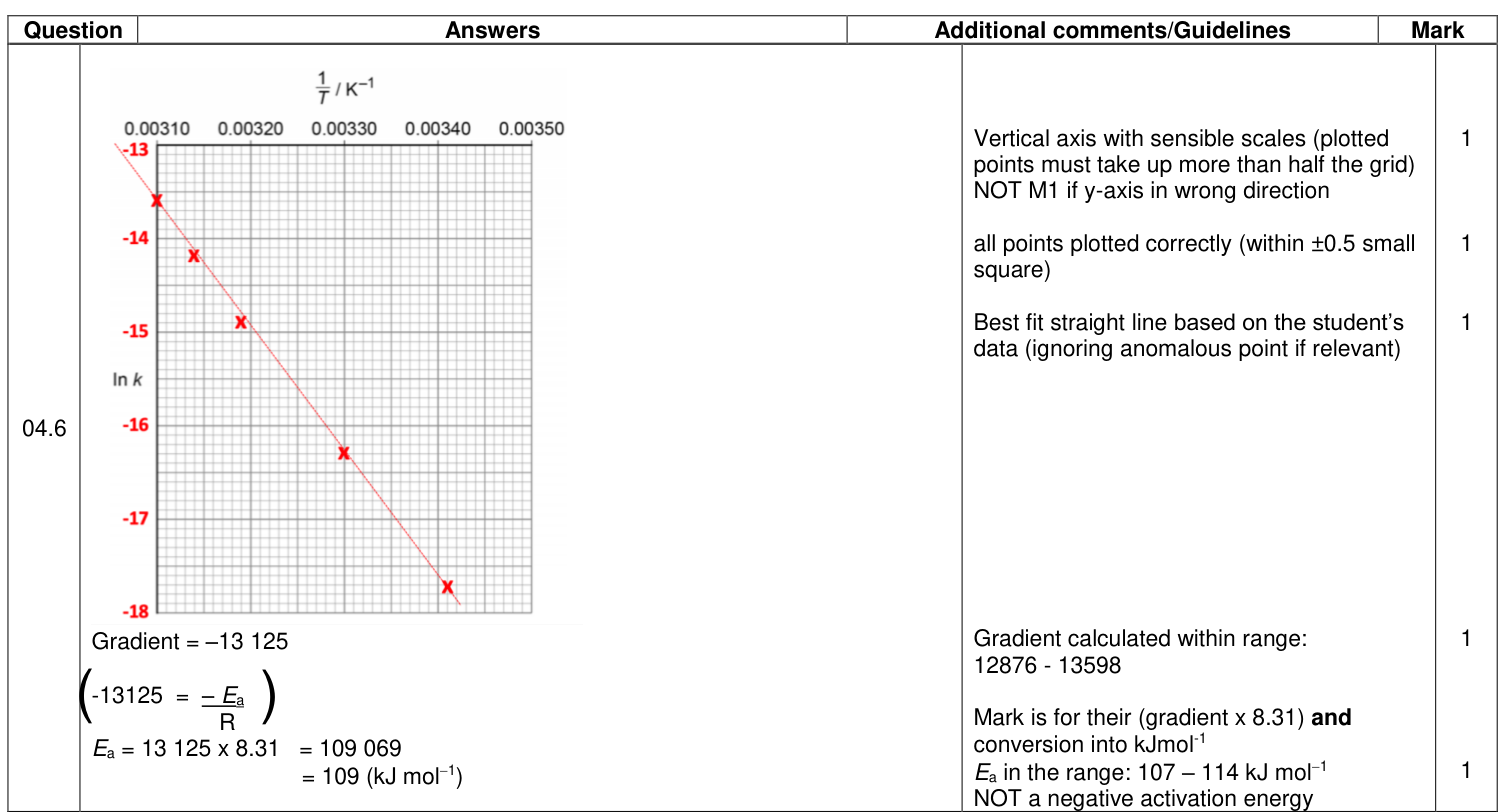 Question Answers Additional comments/Guidelines Mark
04.6
1/T / K⁻¹
0.00310 0.00320 0.00330 0.00340 0.00350
-13
-14
-15
ln k
-16
-17
-18
Gradient = –13 125
(-13125 = – Eₐ / R)
Eₐ = 13 125 x 8.31 = 109 069
= 109 (kJ mol⁻¹)
Vertical axis with sensible scales (plotted 1
points must take up more than half the grid)
NOT M1 if y-axis in wrong direction
all points plotted correctly (within ±0.5 small 1
square)
Best fit straight line based on the student’s 1
data (ignoring anomalous point if relevant)
Gradient calculated within range: 1
12876 - 13598
Mark is for their (gradient x 8.31) and
conversion into kJmol⁻¹
Eₐ in the range: 107 – 114 kJ mol⁻¹ 1
NOT a negative activation energy